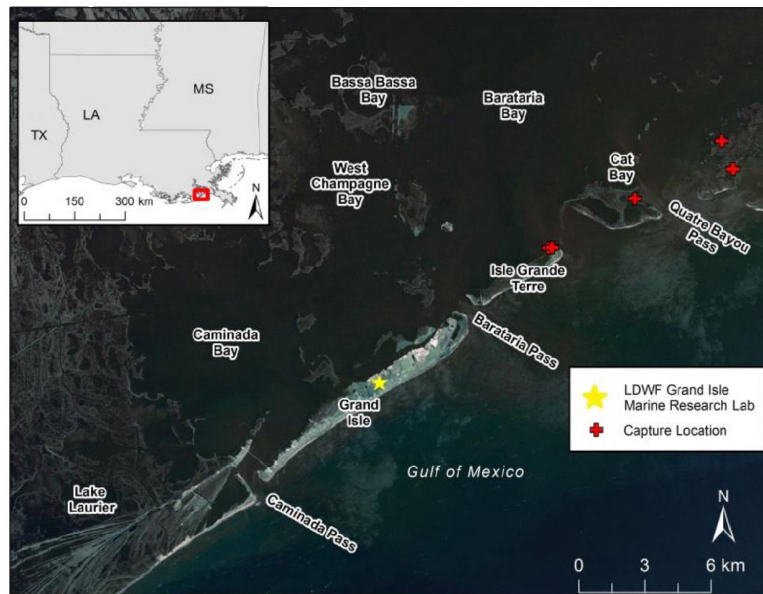 TX
LA
MS
N
0 150 300 km
Bassa Bassa
Bay
Barataria
Bay
West
Champagne
Bay
Cat
Bay
Quatre Bayou
Pass
Isle Grande
Terre
Barataria Pass
Caminada
Bay
Grand
Isle
Gulf of Mexico
Lake
Laurier
Caminada Pass
LDWF Grand Isle
Marine Research Lab
Capture Location
N
0 3 6 km